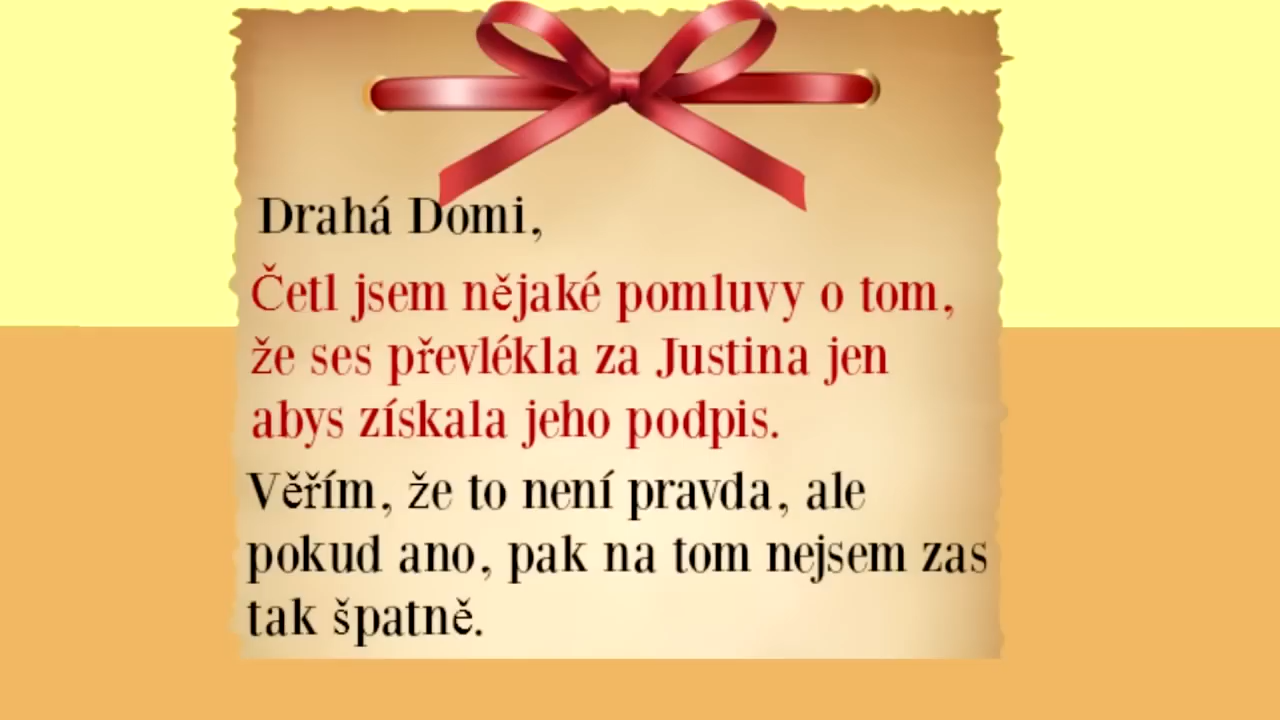 Drahá Domi,
Četl jsem nějaké pomluvy o tom,
že ses převlékla za Justina jen
abys získala jeho podpis.
Věřím, že to není pravda, ale
pokud ano, pak na tom nejsem zas
tak špatně.